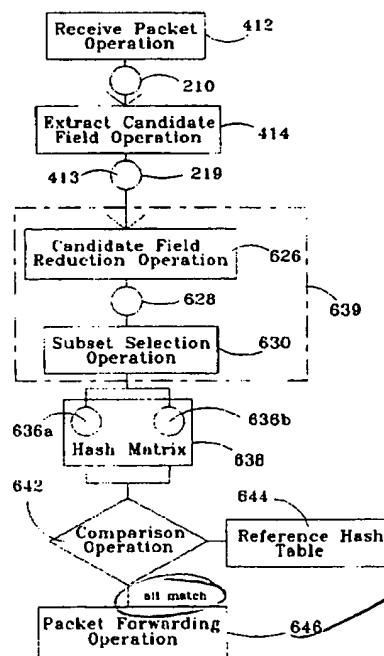 Receive Packet
Operation
412
210
Extract Candidate
Field Operation
414
413
219
Candidate Field
Reduction Operation
626
628
639
Subset Selection
Operation
630
636a
636b
Hash Matrix
638
642
644
Comparison
Operation
Reference Hash
Table
all match
Packet Forwarding
Operation
646